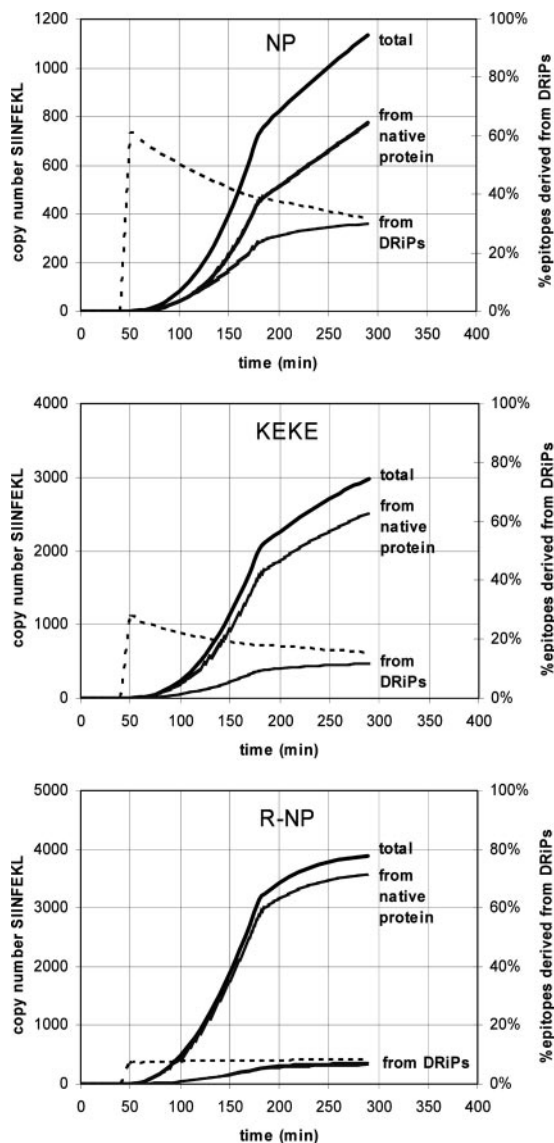 NP
1200
1000
800
600
400
200
0
100%
80%
60%
40%
20%
0%
0 50 100 150 200 250 300 400
total
from
native
protein
from
DRiPs
copy number SIINFEKL
%epitopes derived from DRiPs
time (min)
KEKE
4000
3000
2000
1000
0
100%
80%
60%
40%
20%
0%
0 50 100 150 200 250 300 400
total
from
native
protein
from
DRiPs
copy number SIINFEKL
%epitopes derived from DRiPs
time (min)
R-NP
5000
4000
3000
2000
1000
0
100%
80%
60%
40%
20%
0%
0 50 100 150 200 250 300 400
total
from
native
protein
from DRiPs
copy number SIINFEKL
%epitopes derived from DRiPs
time (min)